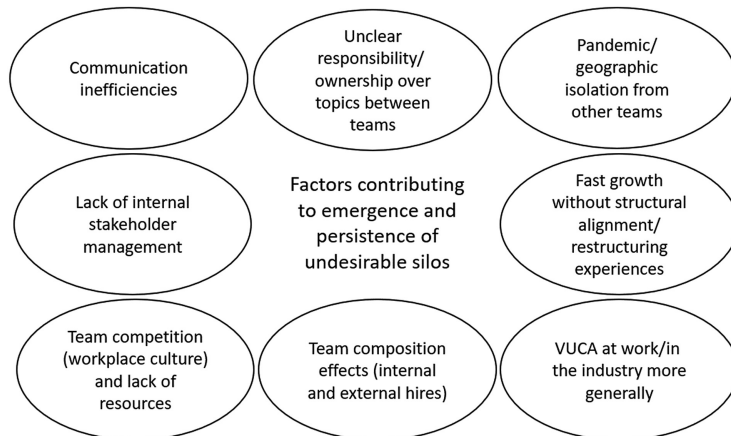 Communication
inefficiencies
Unclear
responsibility/
ownership over
topics between
teams
Pandemic/
geographic
isolation from
other teams
Lack of internal
stakeholder
management
Factors contributing
to emergence and
persistence of
undesirable silos
Fast growth
without structural
alignment/
restructuring
experiences
Team competition
(workplace culture)
and lack of
resources
Team composition
effects (internal
and external hires)
VUCA at work/in
the industry more
generally